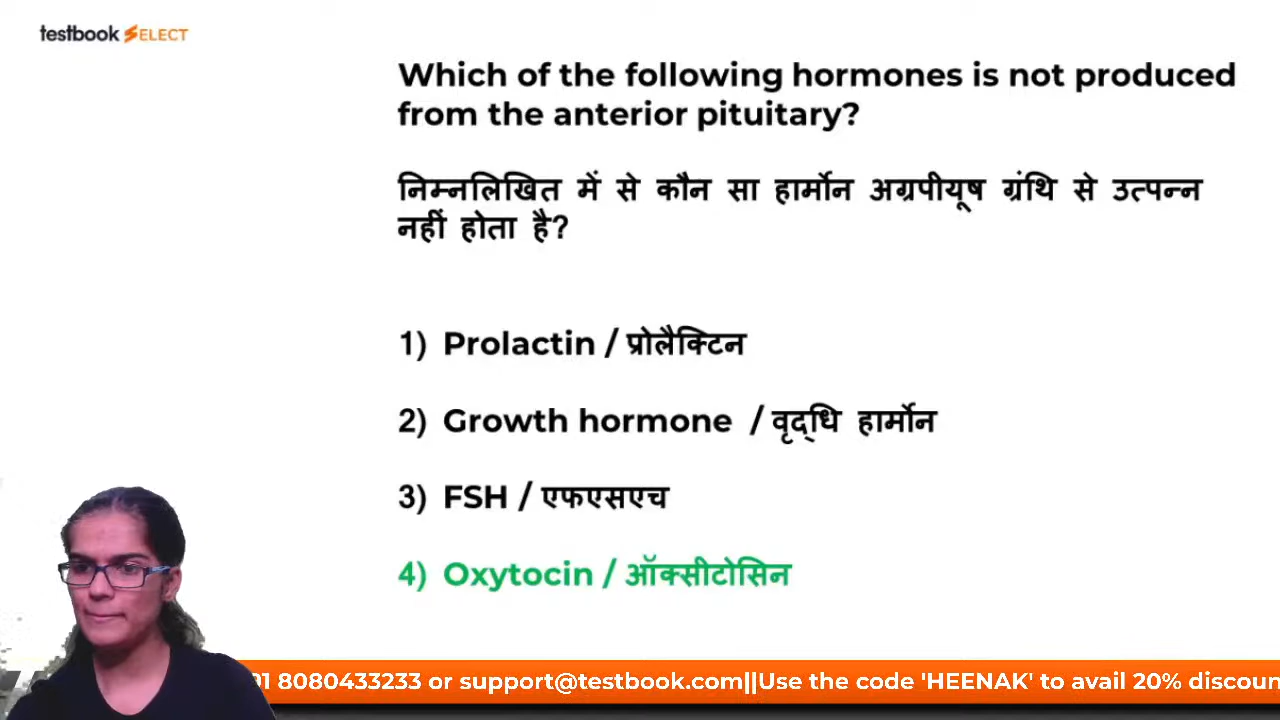 testbook SELECT
Which of the following hormones is not produced
from the anterior pituitary?
निम्नलिखित में से कौन सा हार्मोन अग्रपीयूष ग्रंथि से उत्पन्न
नहीं होता है?
1) Prolactin / प्रोलैक्टिन
2) Growth hormone / वृद्धि हार्मोन
3) FSH / एफएसएच
4) Oxytocin / ऑक्सीटोसिन
91 8080433233 or support@testbook.com||Use the code 'HEENAK' to avail 20% discoun